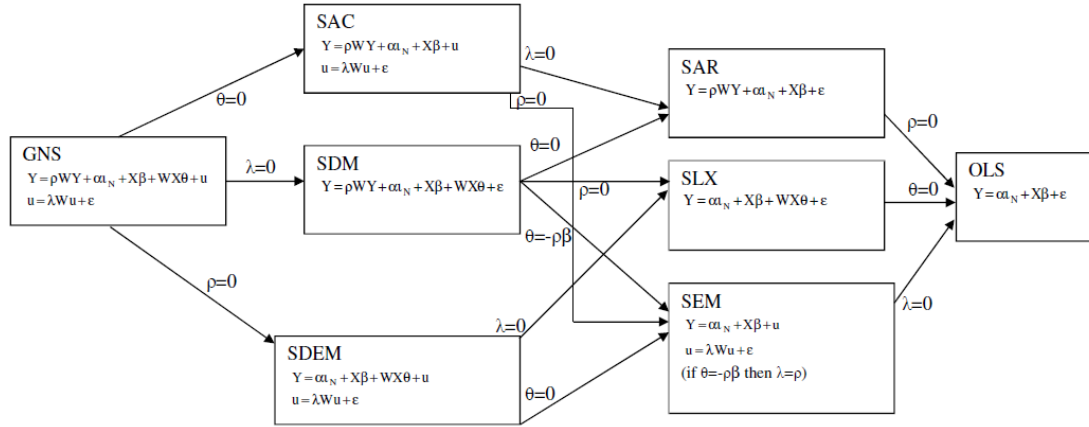 SAC
Y = ρWY + αι_N + Xβ + u
u = λWu + ε
λ=0
ρ=0
θ=0
SAR
Y = ρWY + αι_N + Xβ + ε
ρ=0
GNS
Y = ρWY + αι_N + Xβ + WXθ + u
u = λWu + ε
λ=0
SDM
Y = ρWY + αι_N + Xβ + WXθ + ε
θ=0
ρ=0
θ=-ρβ
SLX
Y = αι_N + Xβ + WXθ + ε
θ=0
OLS
Y = αι_N + Xβ + ε
ρ=0
SDEM
Y = αι_N + Xβ + WXθ + u
u = λWu + ε
λ=0
θ=0
SEM
Y = αι_N + Xβ + u
u = λWu + ε
(if θ=-ρβ then λ=ρ)
λ=0